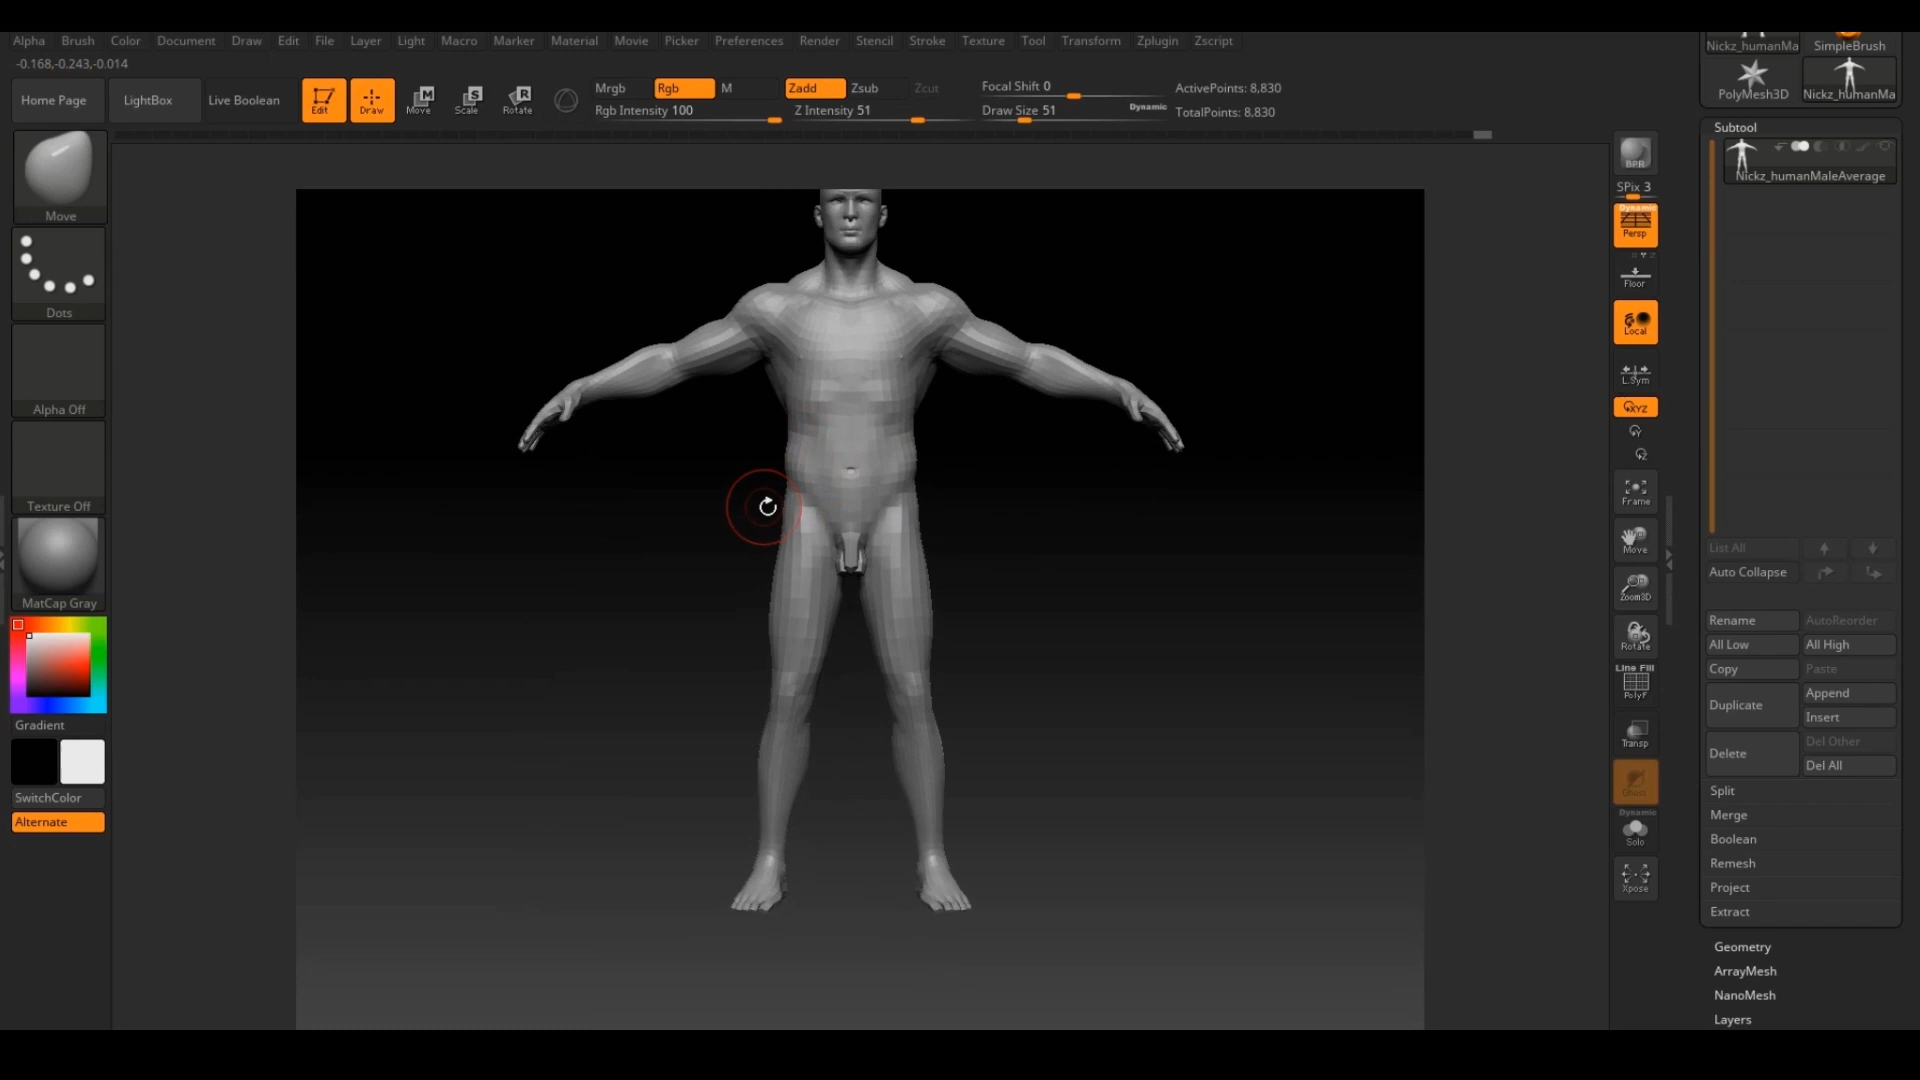 Alpha Brush Color Document Draw Edit File Layer Light Macro Marker Material Movie Picker Preferences Render Stencil Stroke Texture Tool Transform Zplugin Zscript
-0.168,-0.243,-0.014
Home Page LightBox Live Boolean Edit Draw Move Scale Rotate
M S R
Mrgb Rgb M Zadd Zsub Zcut
Rgb Intensity 100 Z Intensity 51
Focal Shift 0
Draw Size 51 Dynamic
ActivePoints: 8,830
TotalPoints: 8,830
Move
Dots
Alpha Off
Texture Off
MatCap Gray
Gradient
SwitchColor
Alternate
BPR
SPix 3
Dynamic
Persp
Floor
Local
L.Sym
XYZ
Y
Z
Frame
Move
Zoom3D
Rotate
Line Fill
PolyF
Transp
Ghost
Dynamic
Solo
Xpose
Nickz_humanMa SimpleBrush
PolyMesh3D Nickz_humanMa
Subtool
Nickz_humanMaleAverage
List All
Auto Collapse
Rename AutoReorder
All Low All High
Copy Paste
Duplicate Append
Insert
Delete Del Other
Del All
Split
Merge
Boolean
Remesh
Project
Extract
Geometry
ArrayMesh
NanoMesh
Layers